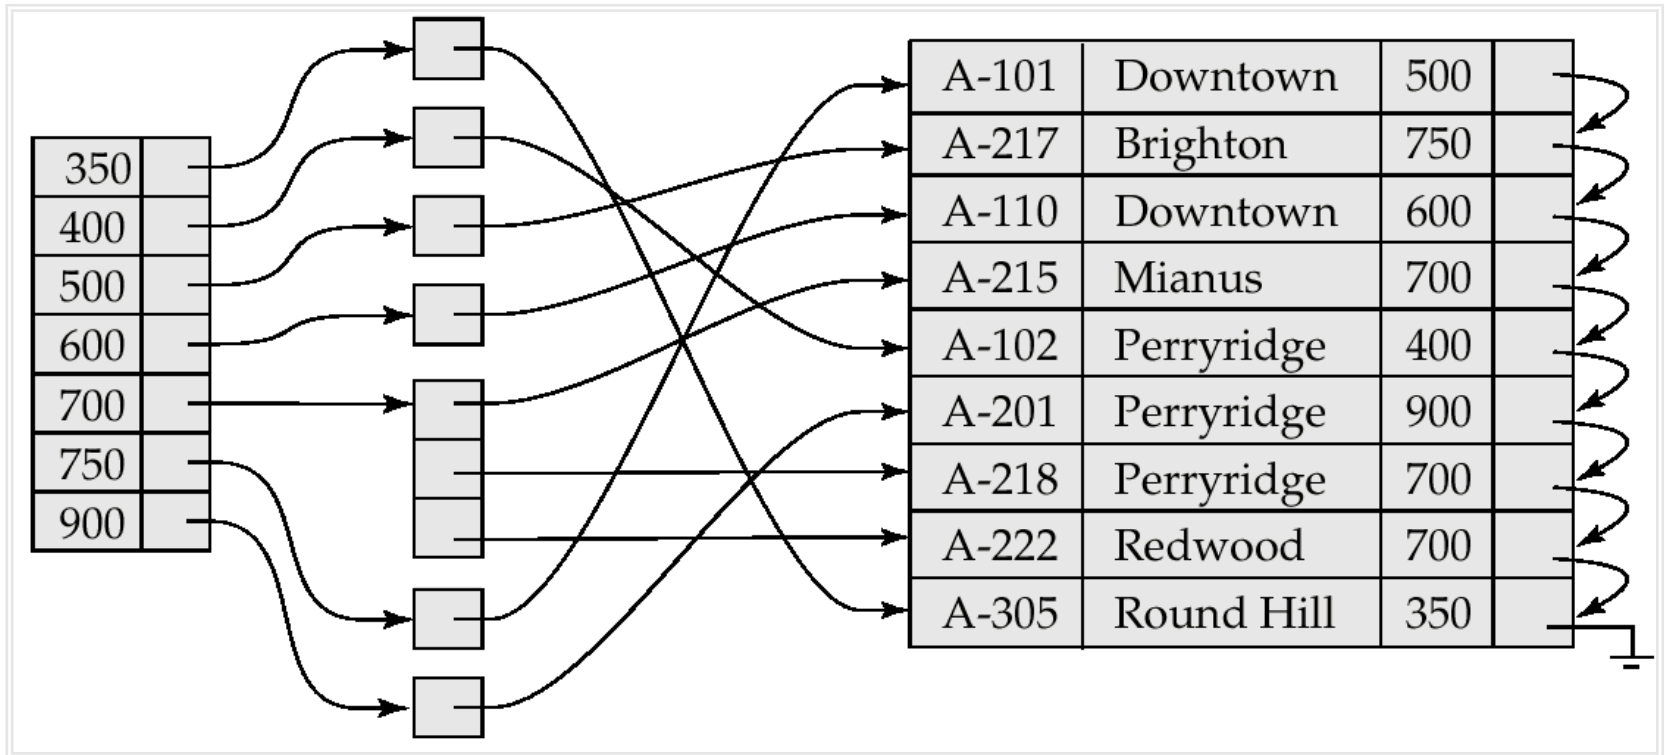 350
400
500
600
700
750
900
A-101 Downtown 500
A-217 Brighton 750
A-110 Downtown 600
A-215 Mianus 700
A-102 Perryridge 400
A-201 Perryridge 900
A-218 Perryridge 700
A-222 Redwood 700
A-305 Round Hill 350